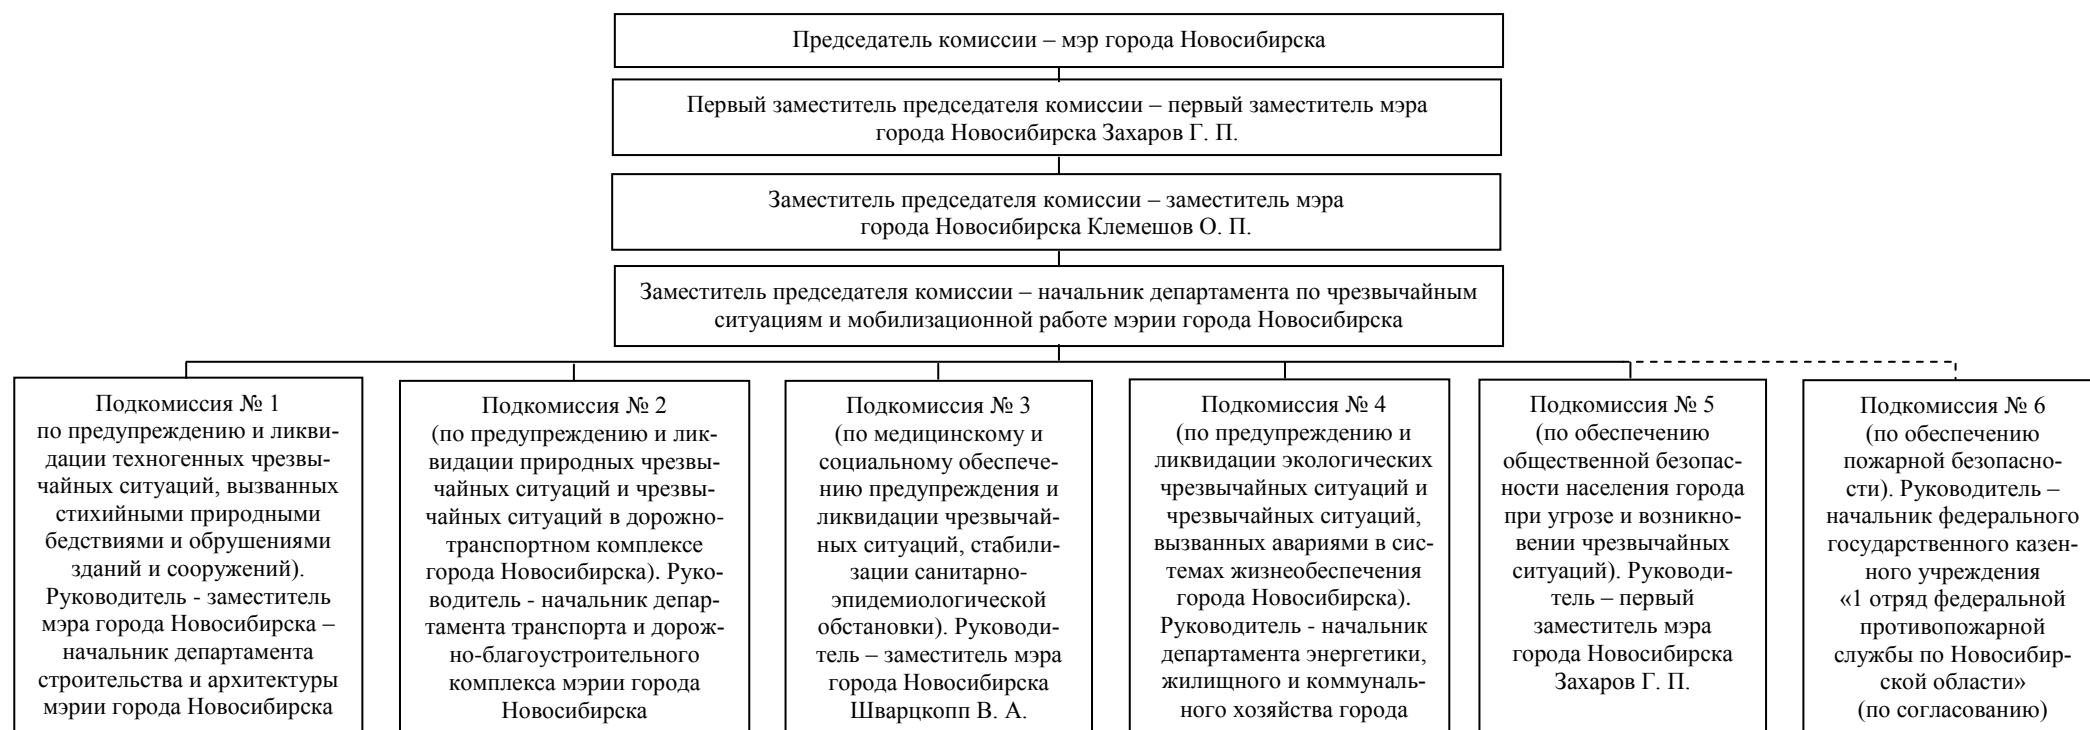 Председатель комиссии – мэр города Новосибирска
Первый заместитель председателя комиссии – первый заместитель мэра
города Новосибирска Захаров Г. П.
Заместитель председателя комиссии – заместитель мэра
города Новосибирска Клемешов О. П.
Заместитель председателя комиссии – начальник департамента по чрезвычайным
ситуациям и мобилизационной работе мэрии города Новосибирска
Подкомиссия № 1
по предупреждению и ликви-
дации техногенных чрезвы-
чайных ситуаций, вызванных
стихийными природными
бедствиями и обрушениями
зданий и сооружений).
Руководитель - заместитель
мэра города Новосибирска –
начальник департамента
строительства и архитектуры
мэрии города Новосибирска
Подкомиссия № 2
(по предупреждению и лик-
видации природных чрезвы-
чайных ситуаций и чрезвы-
чайных ситуаций в дорожно-
транспортном комплексе
города Новосибирска). Руко-
водитель - начальник депар-
тамента транспорта и дорож-
но-благоустроительного
комплекса мэрии города
Новосибирска
Подкомиссия № 3
(по медицинскому и
социальному обеспече-
нию предупреждения и
ликвидации чрезвычай-
ных ситуаций, стабили-
зации санитарно-
эпидемиологической
обстановки). Руководи-
тель – заместитель мэра
города Новосибирска
Шварцкопп В. А.
Подкомиссия № 4
(по предупреждению и
ликвидации экологических
чрезвычайных ситуаций и
чрезвычайных ситуаций,
вызванных авариями в сис-
темах жизнеобеспечения
города Новосибирска).
Руководитель - начальник
департамента энергетики,
жилищного и коммуналь-
ного хозяйства города
Подкомиссия № 5
(по обеспечению
общественной безопас-
ности населения города
при угрозе и возникно-
вении чрезвычайных
ситуаций). Руководи-
тель – первый
заместитель мэра
города Новосибирска
Захаров Г. П.
Подкомиссия № 6
(по обеспечению
пожарной безопасно-
сти). Руководитель –
начальник федерального
государственного казен-
ного учреждения
«1 отряд федеральной
противопожарной
службы по Новосибир-
ской области»
(по согласованию)